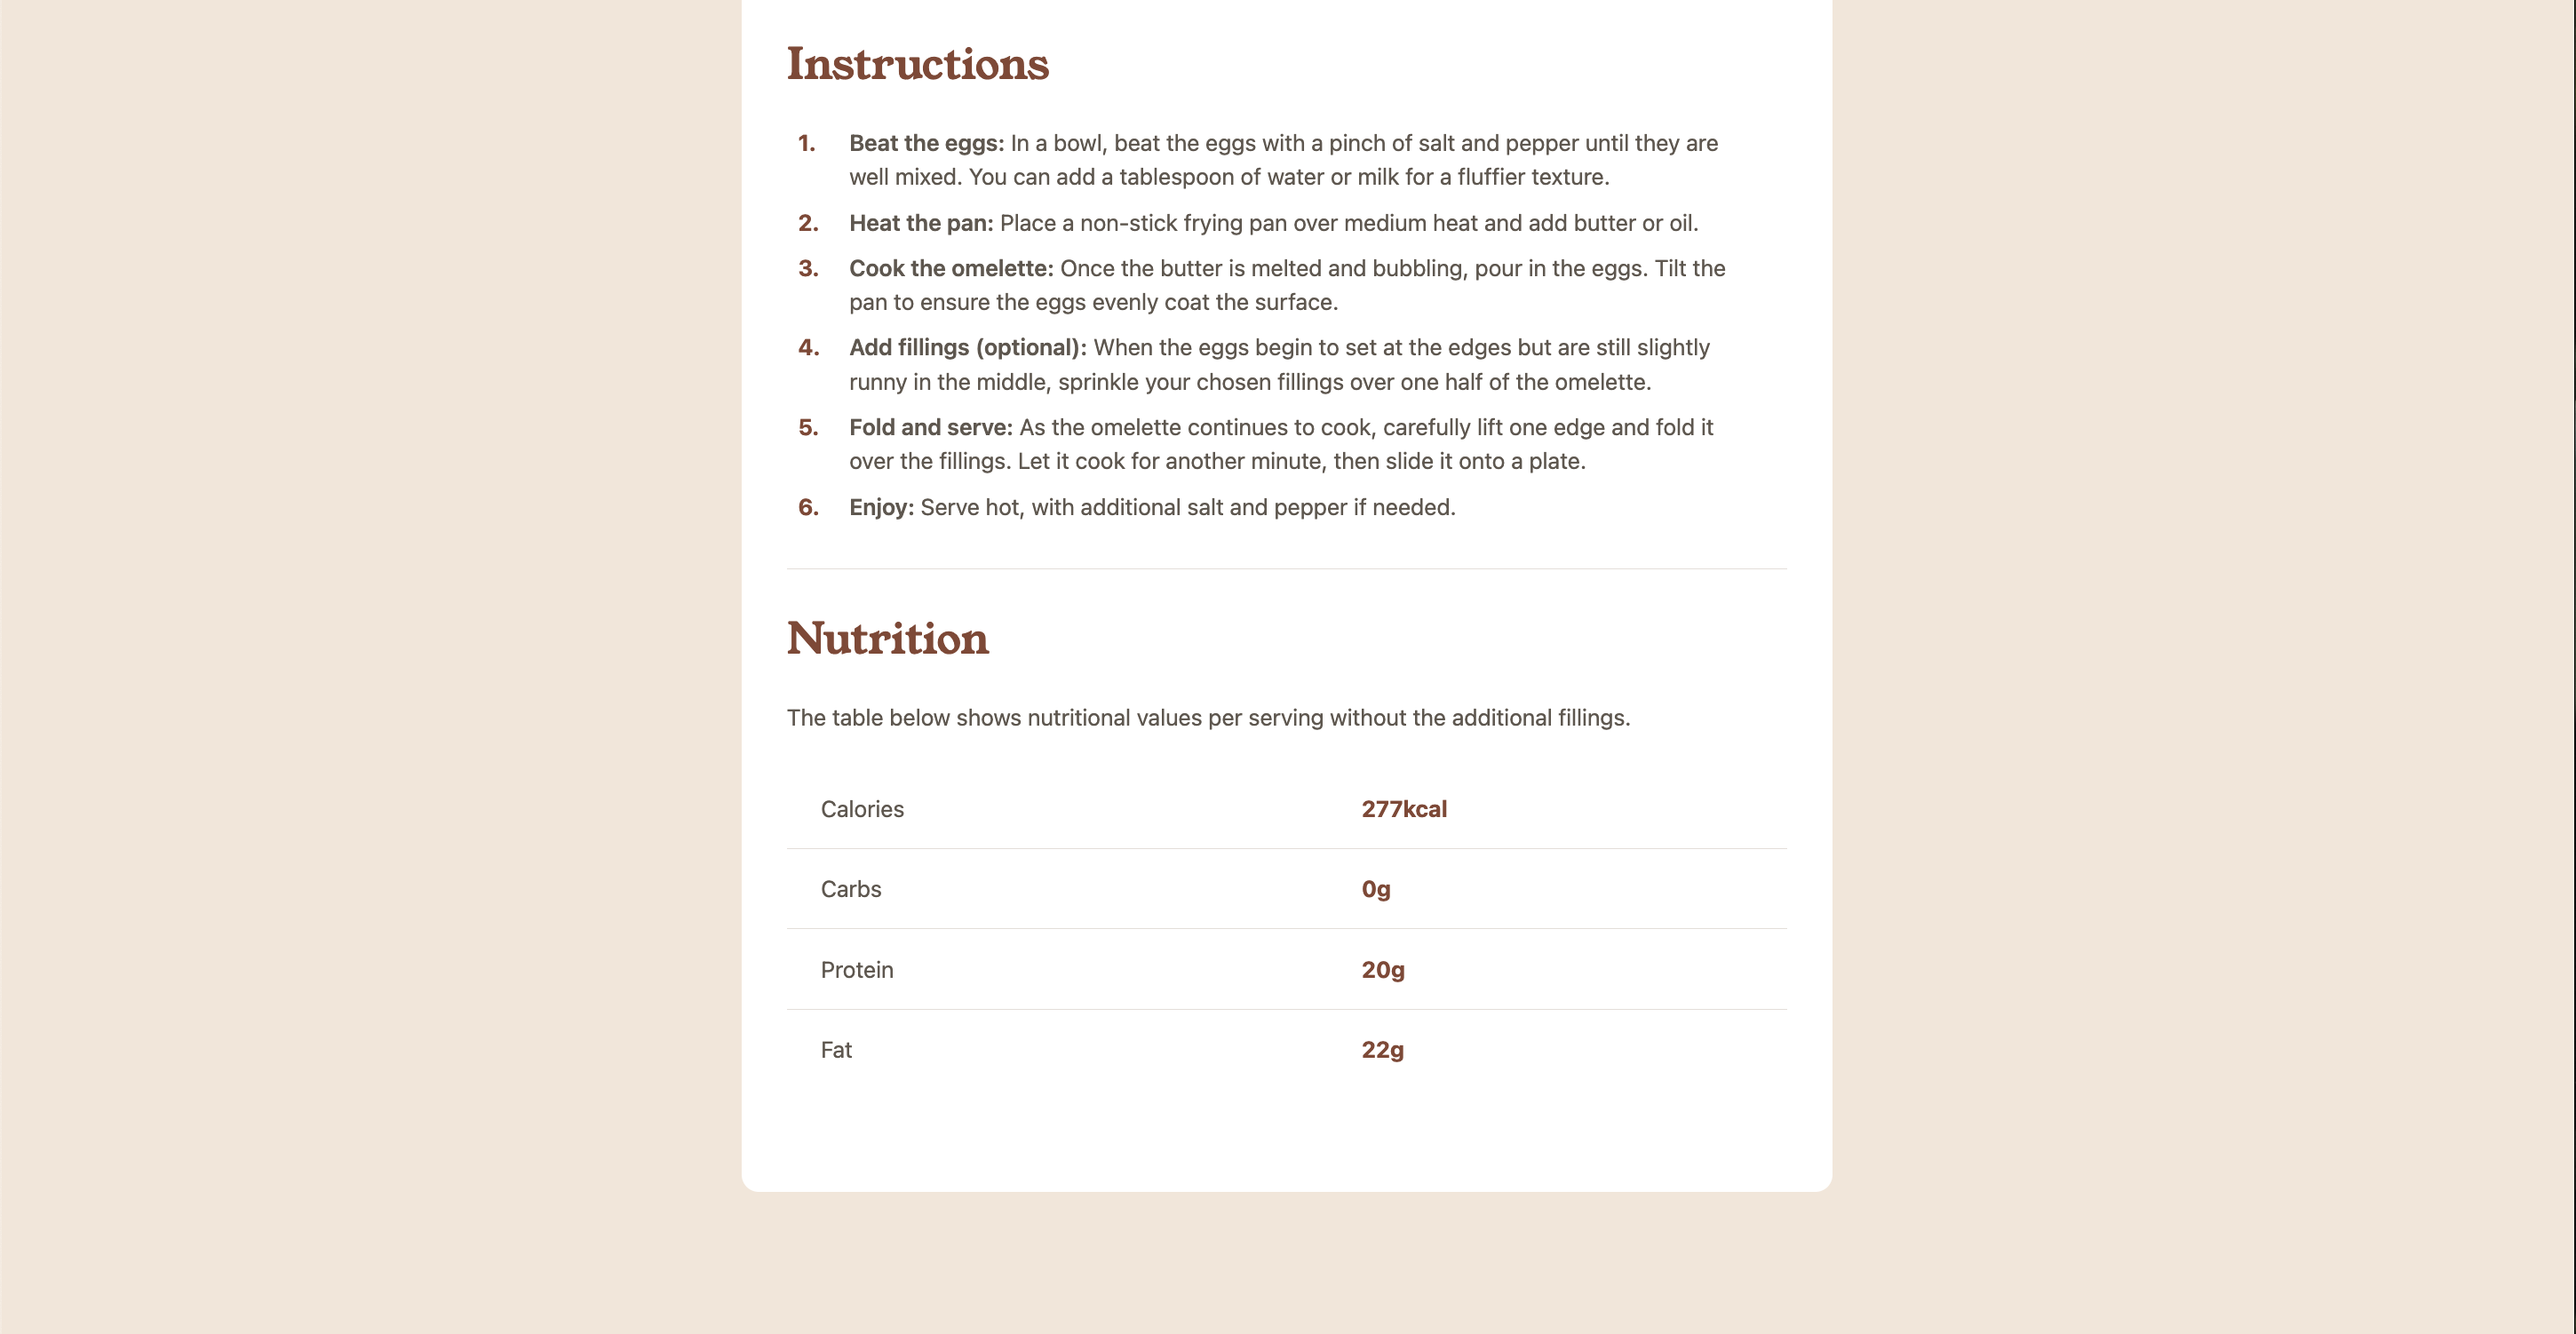 Instructions
1. Beat the eggs: In a bowl, beat the eggs with a pinch of salt and pepper until they are
well mixed. You can add a tablespoon of water or milk for a fluffier texture.
2. Heat the pan: Place a non-stick frying pan over medium heat and add butter or oil.
3. Cook the omelette: Once the butter is melted and bubbling, pour in the eggs. Tilt the
pan to ensure the eggs evenly coat the surface.
4. Add fillings (optional): When the eggs begin to set at the edges but are still slightly
runny in the middle, sprinkle your chosen fillings over one half of the omelette.
5. Fold and serve: As the omelette continues to cook, carefully lift one edge and fold it
over the fillings. Let it cook for another minute, then slide it onto a plate.
6. Enjoy: Serve hot, with additional salt and pepper if needed.
Nutrition
The table below shows nutritional values per serving without the additional fillings.
Calories 277kcal
Carbs 0g
Protein 20g
Fat 22g